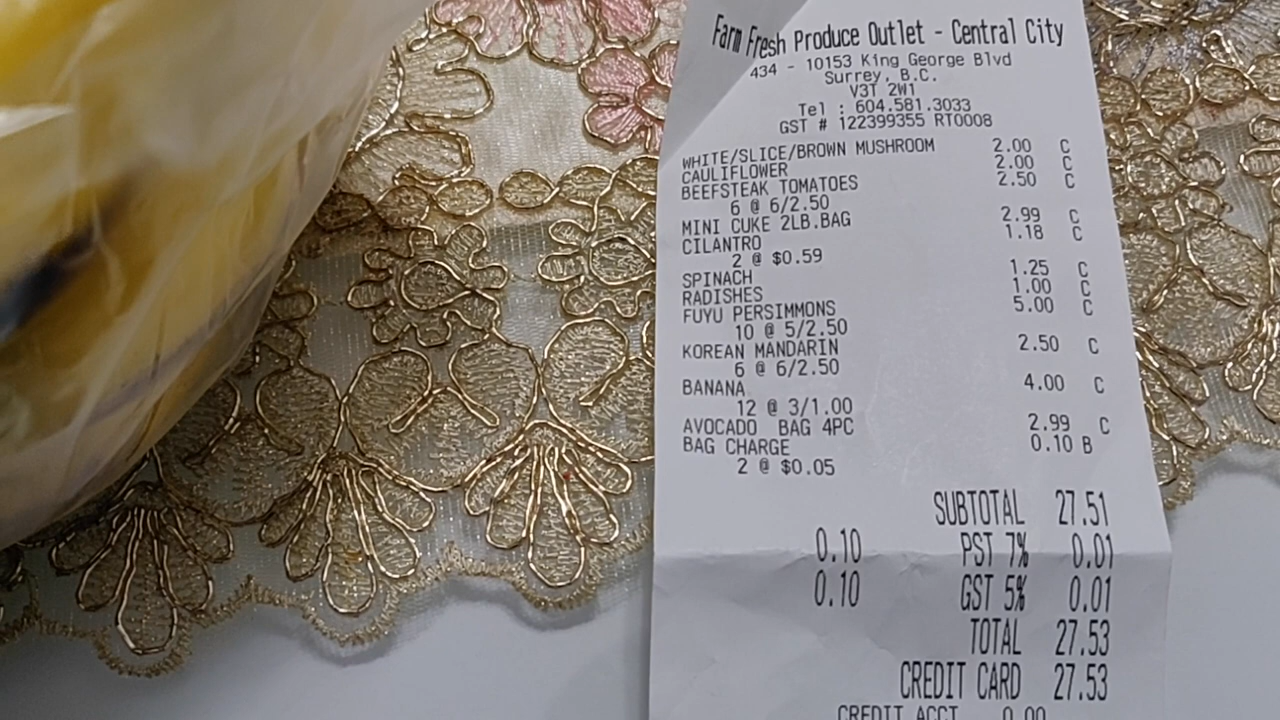 Farm Fresh Produce Outlet - Central City
434 - 10153 King George Blvd
Surrey, B.C.
V3T 2W1
Tel : 604.581.3033
GST # 122399355 RT0008
WHITE/SLICE/BROWN MUSHROOM 2.00 C
CAULIFLOWER 2.00 C
BEEFSTEAK TOMATOES 2.50 C
6 @ 6/2.50
MINI CUKE 2LB.BAG 2.99 C
CILANTRO 1.18 C
2 @ $0.59
SPINACH 1.25 C
RADISHES 1.00 C
FUYU PERSIMMONS 5.00 C
10 @ 5/2.50
KOREAN MANDARIN 2.50 C
6 @ 6/2.50
BANANA 4.00 C
12 @ 3/1.00
AVOCADO BAG 4PC 2.99 C
BAG CHARGE 0.10 B
2 @ $0.05
SUBTOTAL 27.51
0.10 PST 7% 0.01
0.10 GST 5% 0.01
TOTAL 27.53
CREDIT CARD 27.53
CREDIT ACCT 0.00